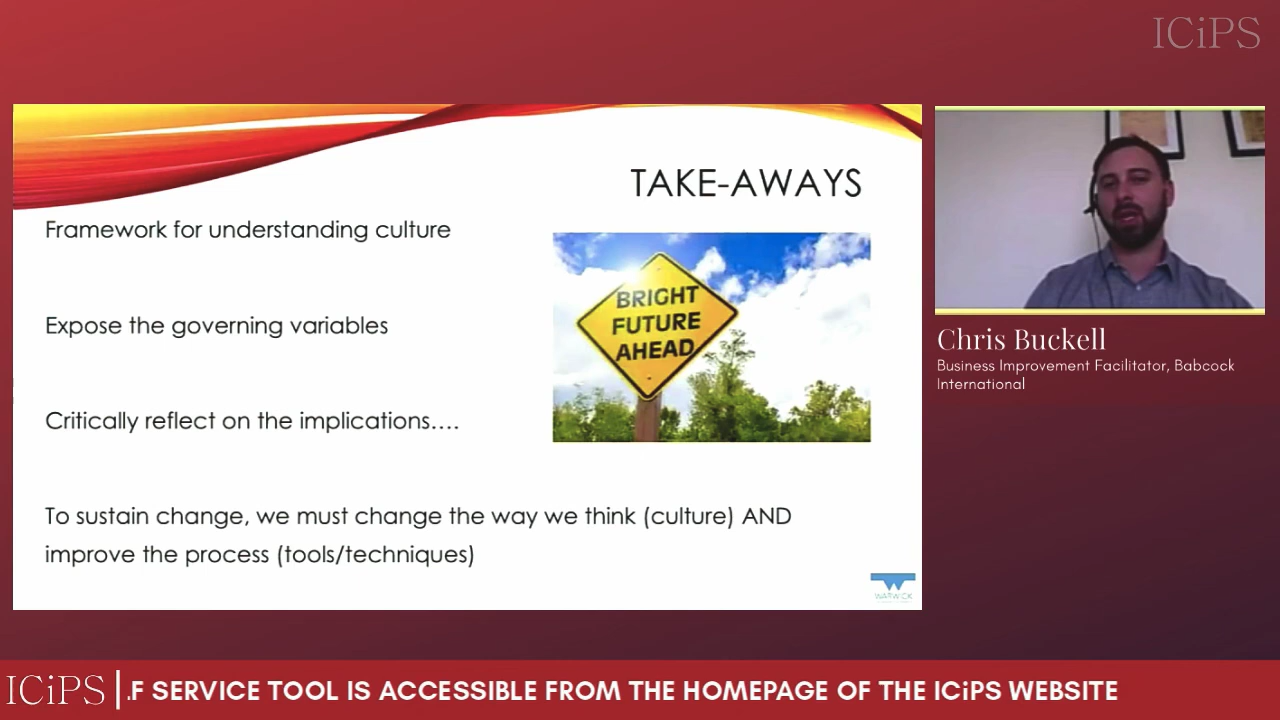 ICiPS
TAKE-AWAYS
Framework for understanding culture
Expose the governing variables
Critically reflect on the implications....
To sustain change, we must change the way we think (culture) AND
improve the process (tools/techniques)
BRIGHT
FUTURE
AHEAD
WARWICK
Chris Buckell
Business Improvement Facilitator, Babcock
International
ICiPS
.F SERVICE TOOL IS ACCESSIBLE FROM THE HOMEPAGE OF THE ICiPS WEBSITE